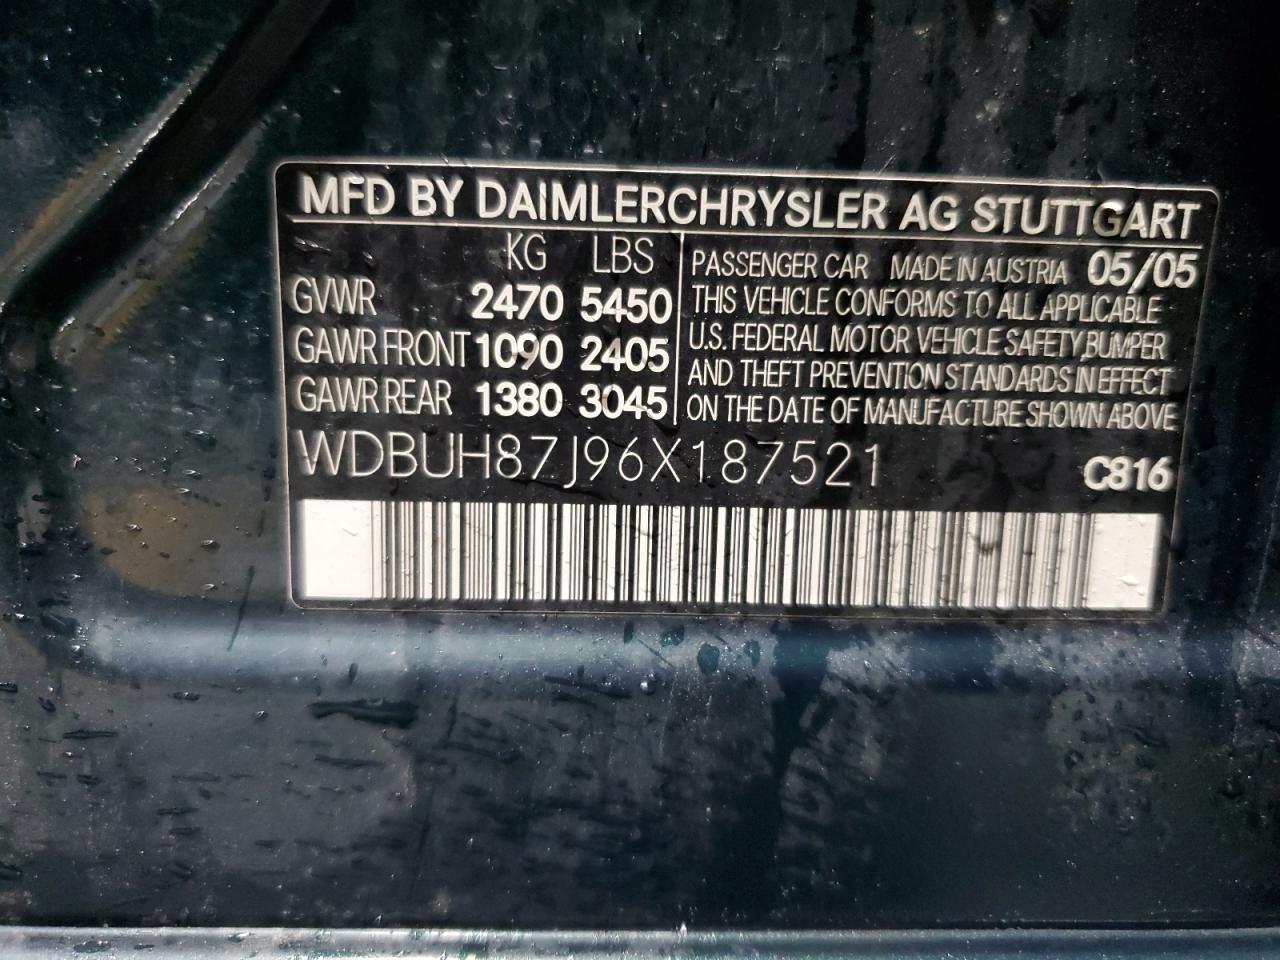 MFD BY DAIMLERCHRYSLER AG STUTTGART
KG LBS
GVWR 2470 5450
GAWR FRONT 1090 2405
GAWR REAR 1380 3045
PASSENGER CAR MADE IN AUSTRIA 05/05
THIS VEHICLE CONFORMS TO ALL APPLICABLE
U.S. FEDERAL MOTOR VEHICLE SAFETY,BUMPER
AND THEFT PREVENTION STANDARDS IN EFFECT
ON THE DATE OF MANUFACTURE SHOWN ABOVE
WDBUH87J96X187521 C816